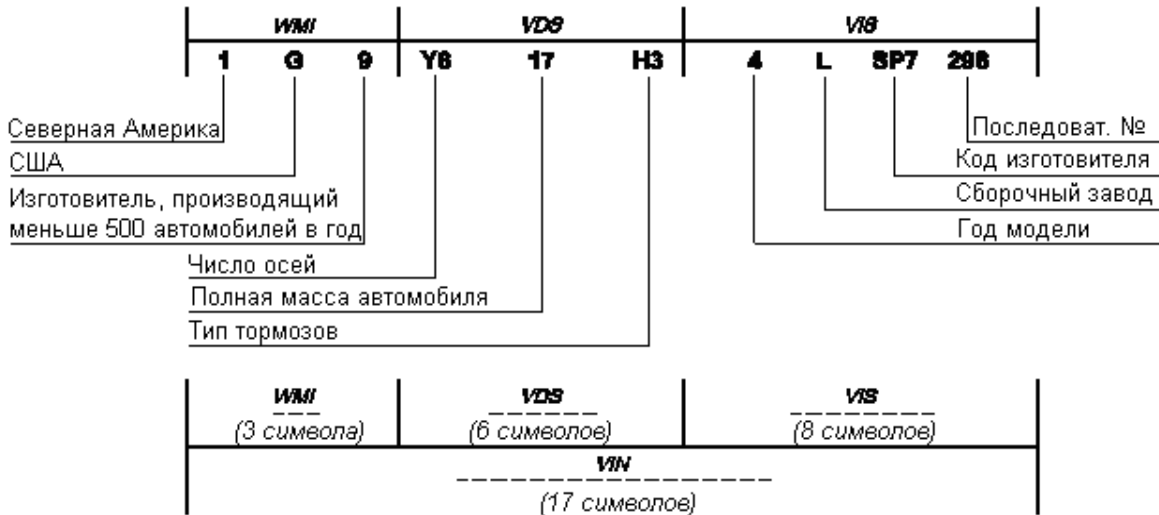 WMI VDS VIS
1 G 9 Y6 17 H3 4 L SP7 296
Северная Америка
Последоват. №
США
Код изготовителя
Изготовитель, производящий
Сборочный завод
меньше 500 автомобилей в год
Год модели
Число осей
Полная масса автомобиля
Тип тормозов
WMI VDS VIS
(3 символа) (6 символов) (8 символов)
VIN
(17 символов)